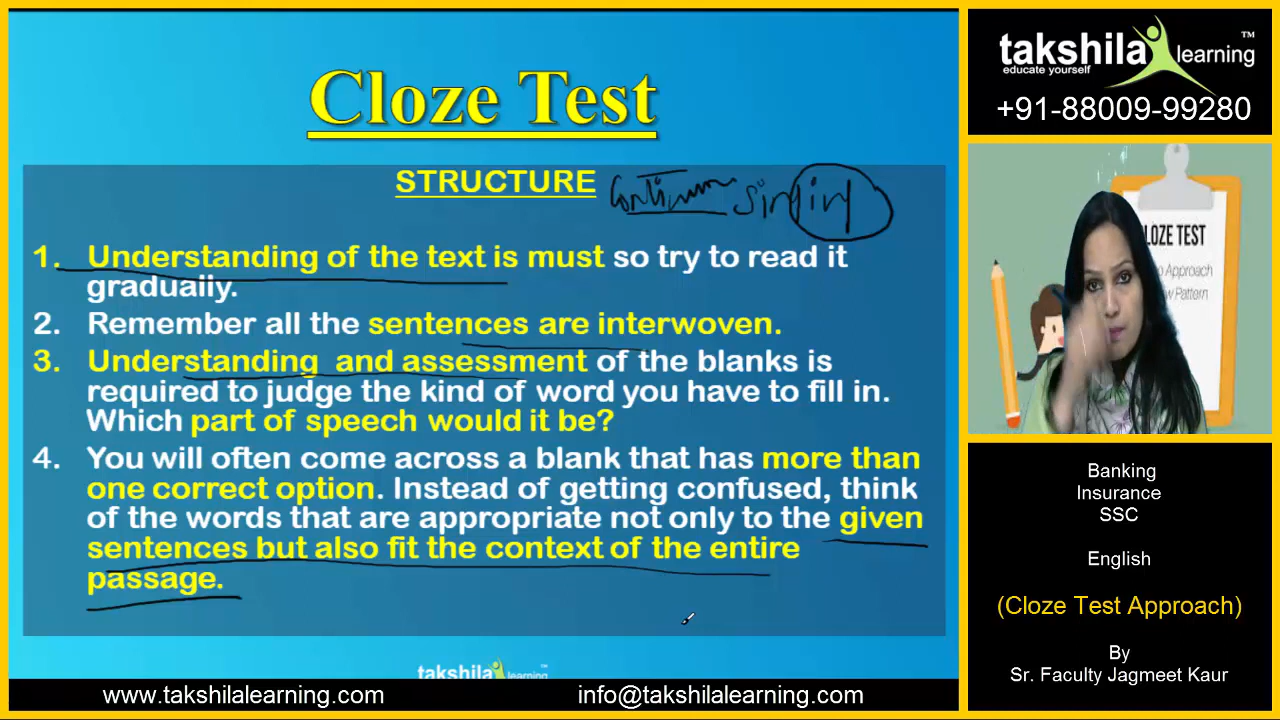 Cloze Test
STRUCTURE
1. Understanding of the text is must so try to read it
gradually.
2. Remember all the sentences are interwoven.
3. Understanding and assessment of the blanks is
required to judge the kind of word you have to fill in.
Which part of speech would it be?
4. You will often come across a blank that has more than
one correct option. Instead of getting confused, think
of the words that are appropriate not only to the given
sentences but also fit the context of the entire
passage.
takshila learning
www.takshilalearning.com info@takshilalearning.com
takshila learning™
educate yourself
+91-88009-99280
LOZE TEST
Approach
Pattern
Banking
Insurance
SSC
English
(Cloze Test Approach)
By
Sr. Faculty Jagmeet Kaur